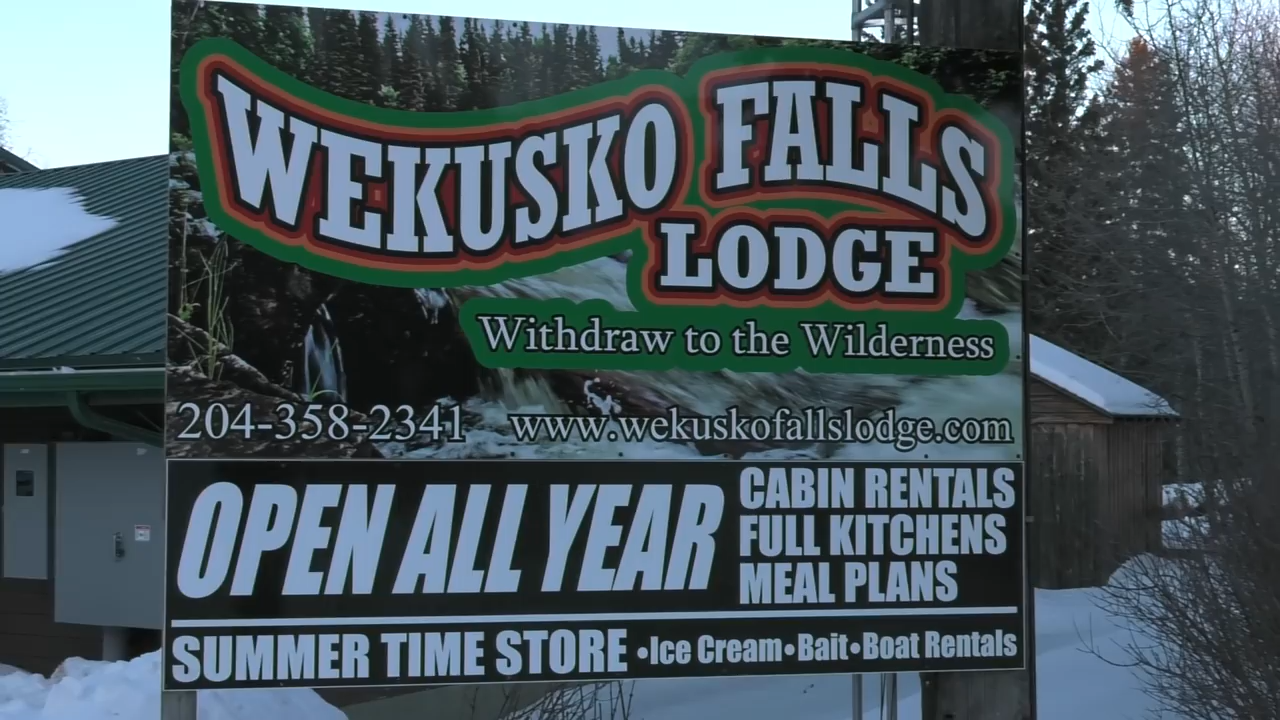 WEKUSKO FALLS
LODGE
Withdraw to the Wilderness
204-358-2341 www.wekuskofallslodge.com
OPEN ALL YEAR
CABIN RENTALS
FULL KITCHENS
MEAL PLANS
SUMMER TIME STORE •Ice Cream•Bait•Boat Rentals